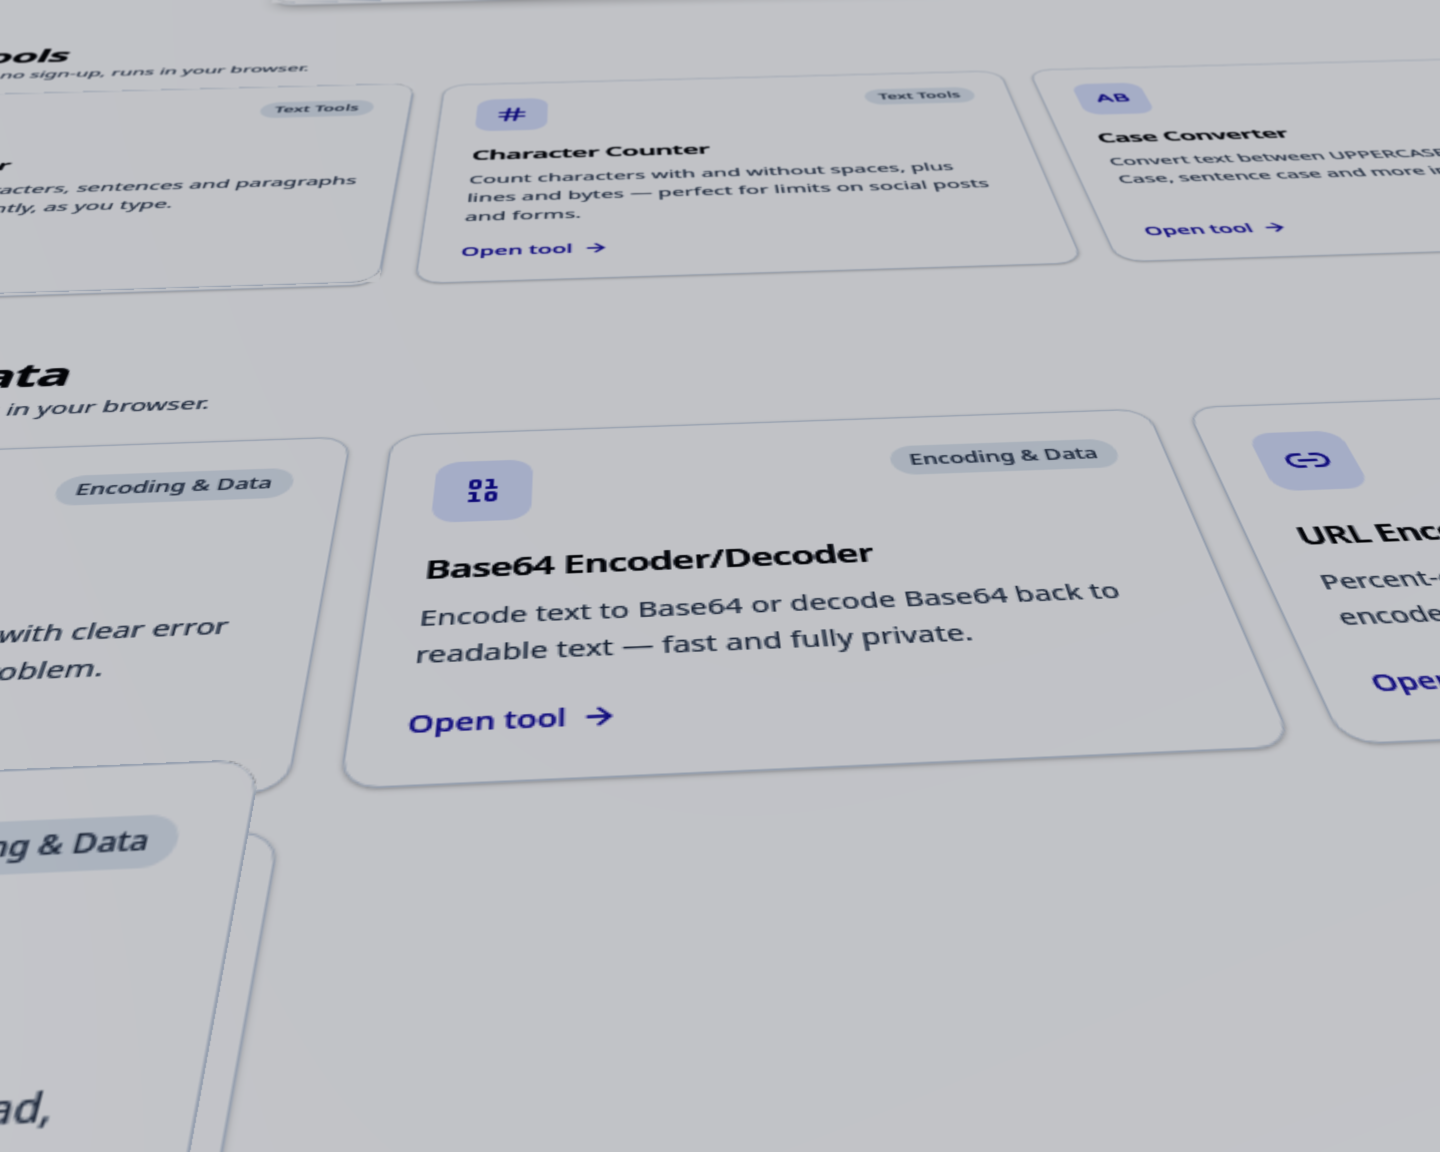 ools
no sign-up, runs in your browser.
Text Tools
r
acters, sentences and paragraphs
ntly, as you type.
#
Text Tools
Character Counter
Count characters with and without spaces, plus
lines and bytes — perfect for limits on social posts
and forms.
Open tool →
AB
Case Converter
Convert text between UPPERCASE
Case, sentence case and more in
Open tool →
ata
in your browser.
Encoding & Data
with clear error
oblem.
01
10
Encoding & Data
Base64 Encoder/Decoder
Encode text to Base64 or decode Base64 back to
readable text — fast and fully private.
Open tool →
URL Enc
Percent-
encode
Open
ng & Data
ad,